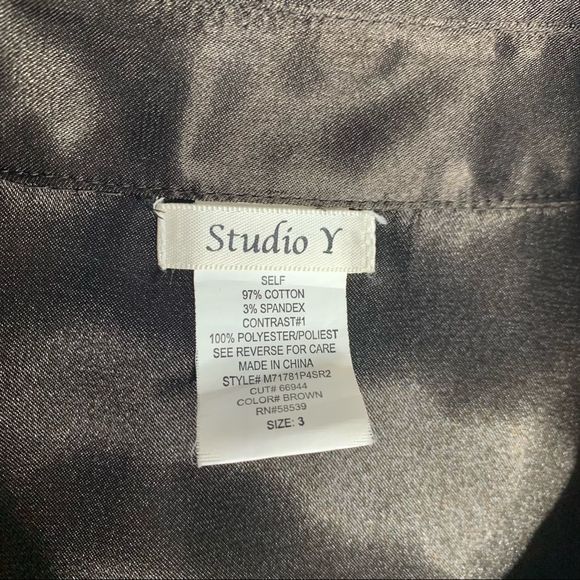 Studio Y
SELF
97% COTTON
3% SPANDEX
CONTRAST#1
100% POLYESTER/POLIEST
SEE REVERSE FOR CARE
MADE IN CHINA
STYLE# M71781P4SR2
CUT# 66944
COLOR# BROWN
RN#58539
SIZE: 3